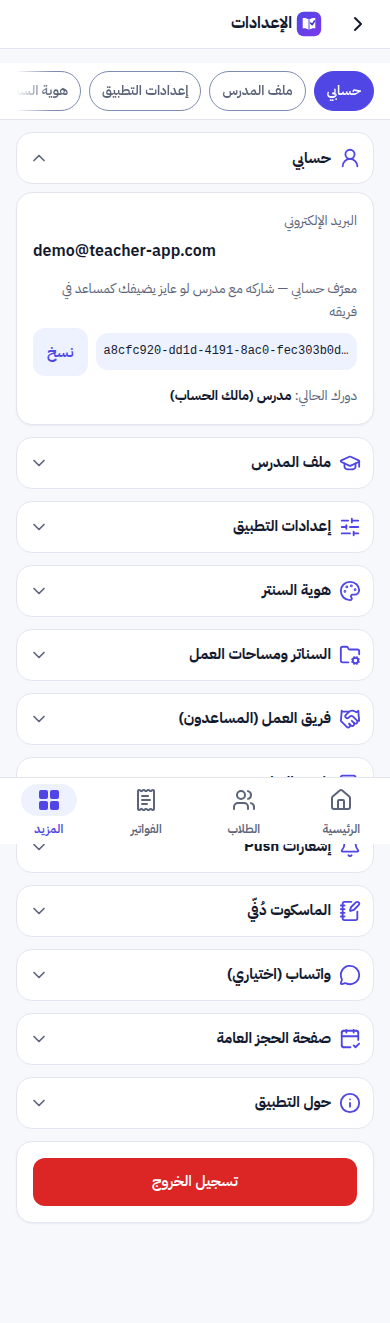 الإعدادات
حسابي
ملف المدرس
إعدادات التطبيق
هوية
حسابي
البريد الإلكتروني
demo@teacher-app.com
معرّف حسابي — شاركه مع مدرس لو عايز يضيفك كمساعد في
فريقه
a8cfc920-dd1d-4191-8ac0-fec303b0d…
نسخ
دورك الحالي: مدرس (مالك الحساب)
ملف المدرس
إعدادات التطبيق
هوية السنتر
السناتر ومساحات العمل
فريق العمل (المساعدون)
الرئيسية
الطلاب
الفواتير
المزيد
إشعارات Push
الماسكوت دُفّي
واتساب (اختياري)
صفحة الحجز العامة
حول التطبيق
تسجيل الخروج